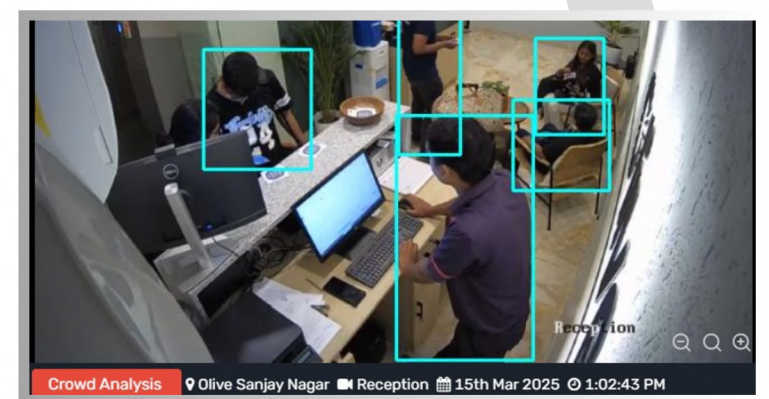 Reception
Crowd Analysis Olive Sanjay Nagar Reception 15th Mar 2025 1:02:43 PM